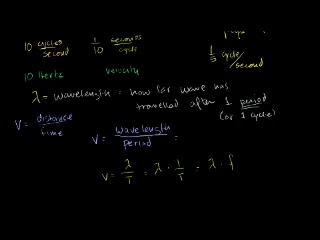 10 cycles/second 1/10 seconds/cycle
1/5 cycle/second
10 Hertz velocity
λ = wavelength = how far wave has
travelled after 1 period
(or 1 cycle)
V = distance/time
V = wavelength/period =
v = λ/T = λ · 1/T = λ · f